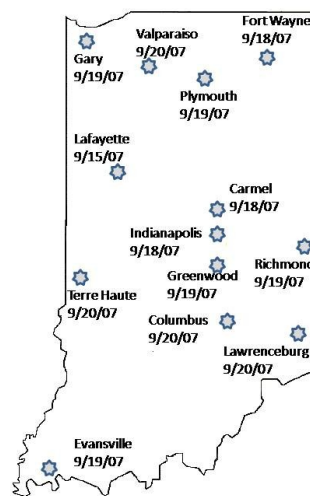 Fort Wayne
9/18/07
Valparaiso
9/20/07
Gary
9/19/07
Plymouth
9/19/07
Lafayette
9/15/07
Carmel
9/18/07
Indianapolis
9/18/07
Richmond
9/19/07
Greenwood
9/19/07
Terre Haute
9/20/07
Columbus
9/20/07
Lawrenceburg
9/20/07
Evansville
9/19/07